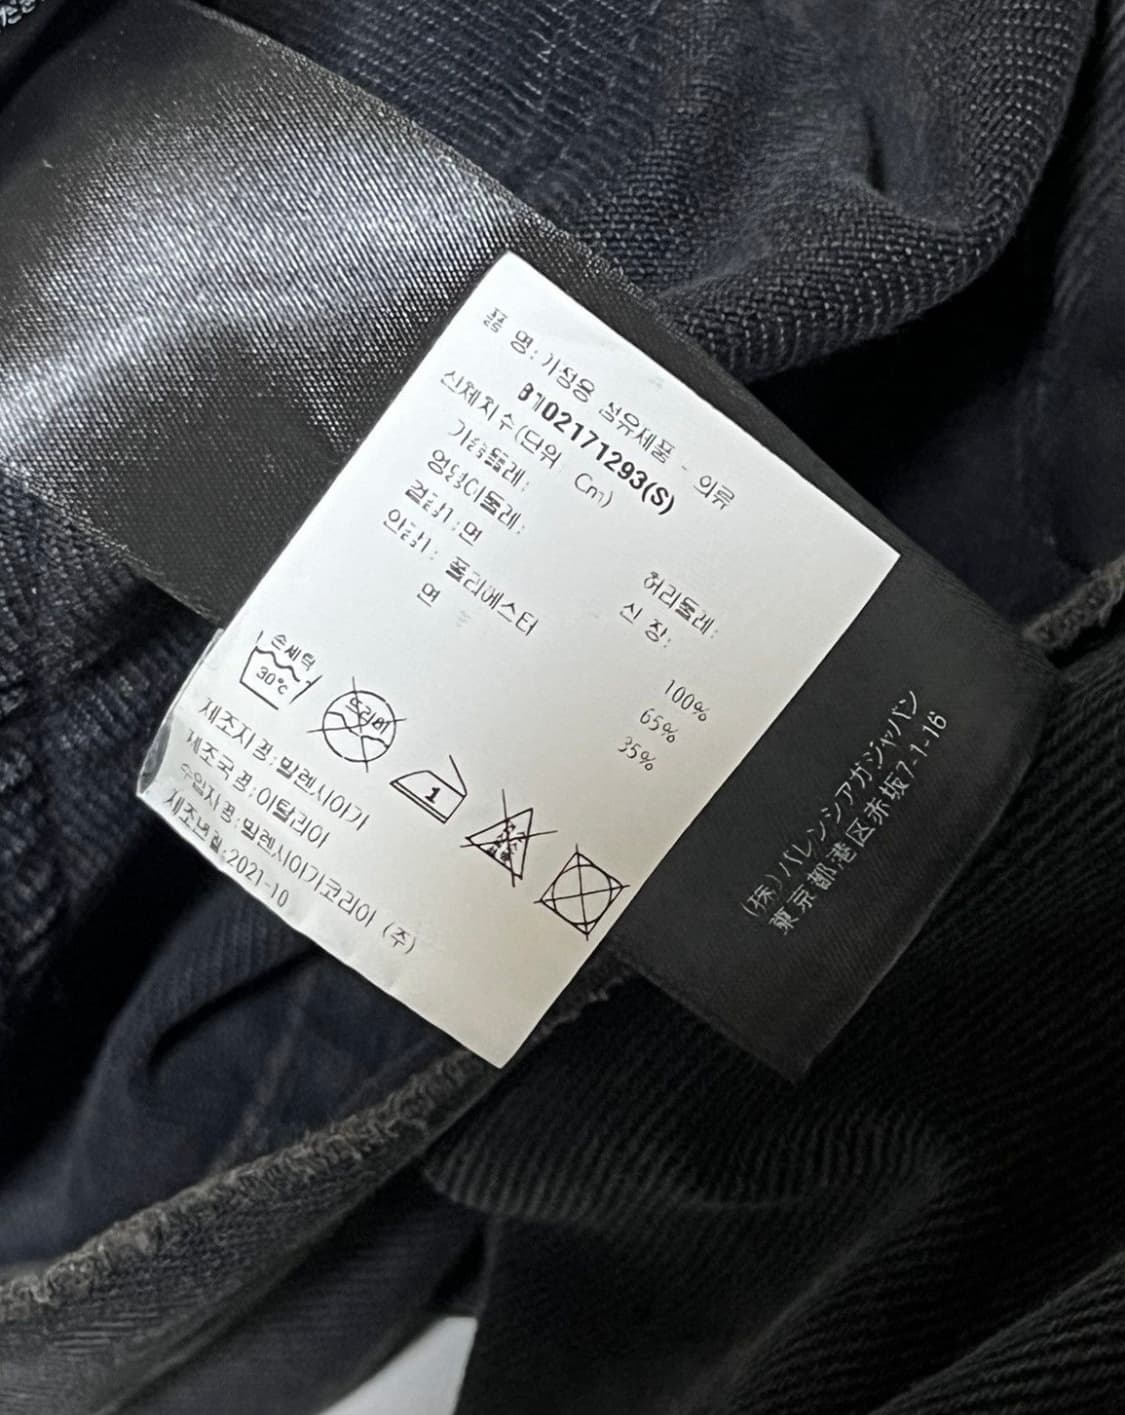 품 명: 가정용 섬유제품 - 의류
8102171293(S)
신체치수(단위 Cm)
가슴둘레: 허리둘레:
엉덩이둘레: 신 장:
겉감1:면 100%
안감1: 폴리에스터 65%
면 35%
손세탁
30°C
드라이
1
제조자명:발렌시아가
제조국명:이탈리아
수입자명:발렌시아가코리아 (주)
제조년월:2021-10
(株)バレンシアガジャパン
東京都港区赤坂7-1-16